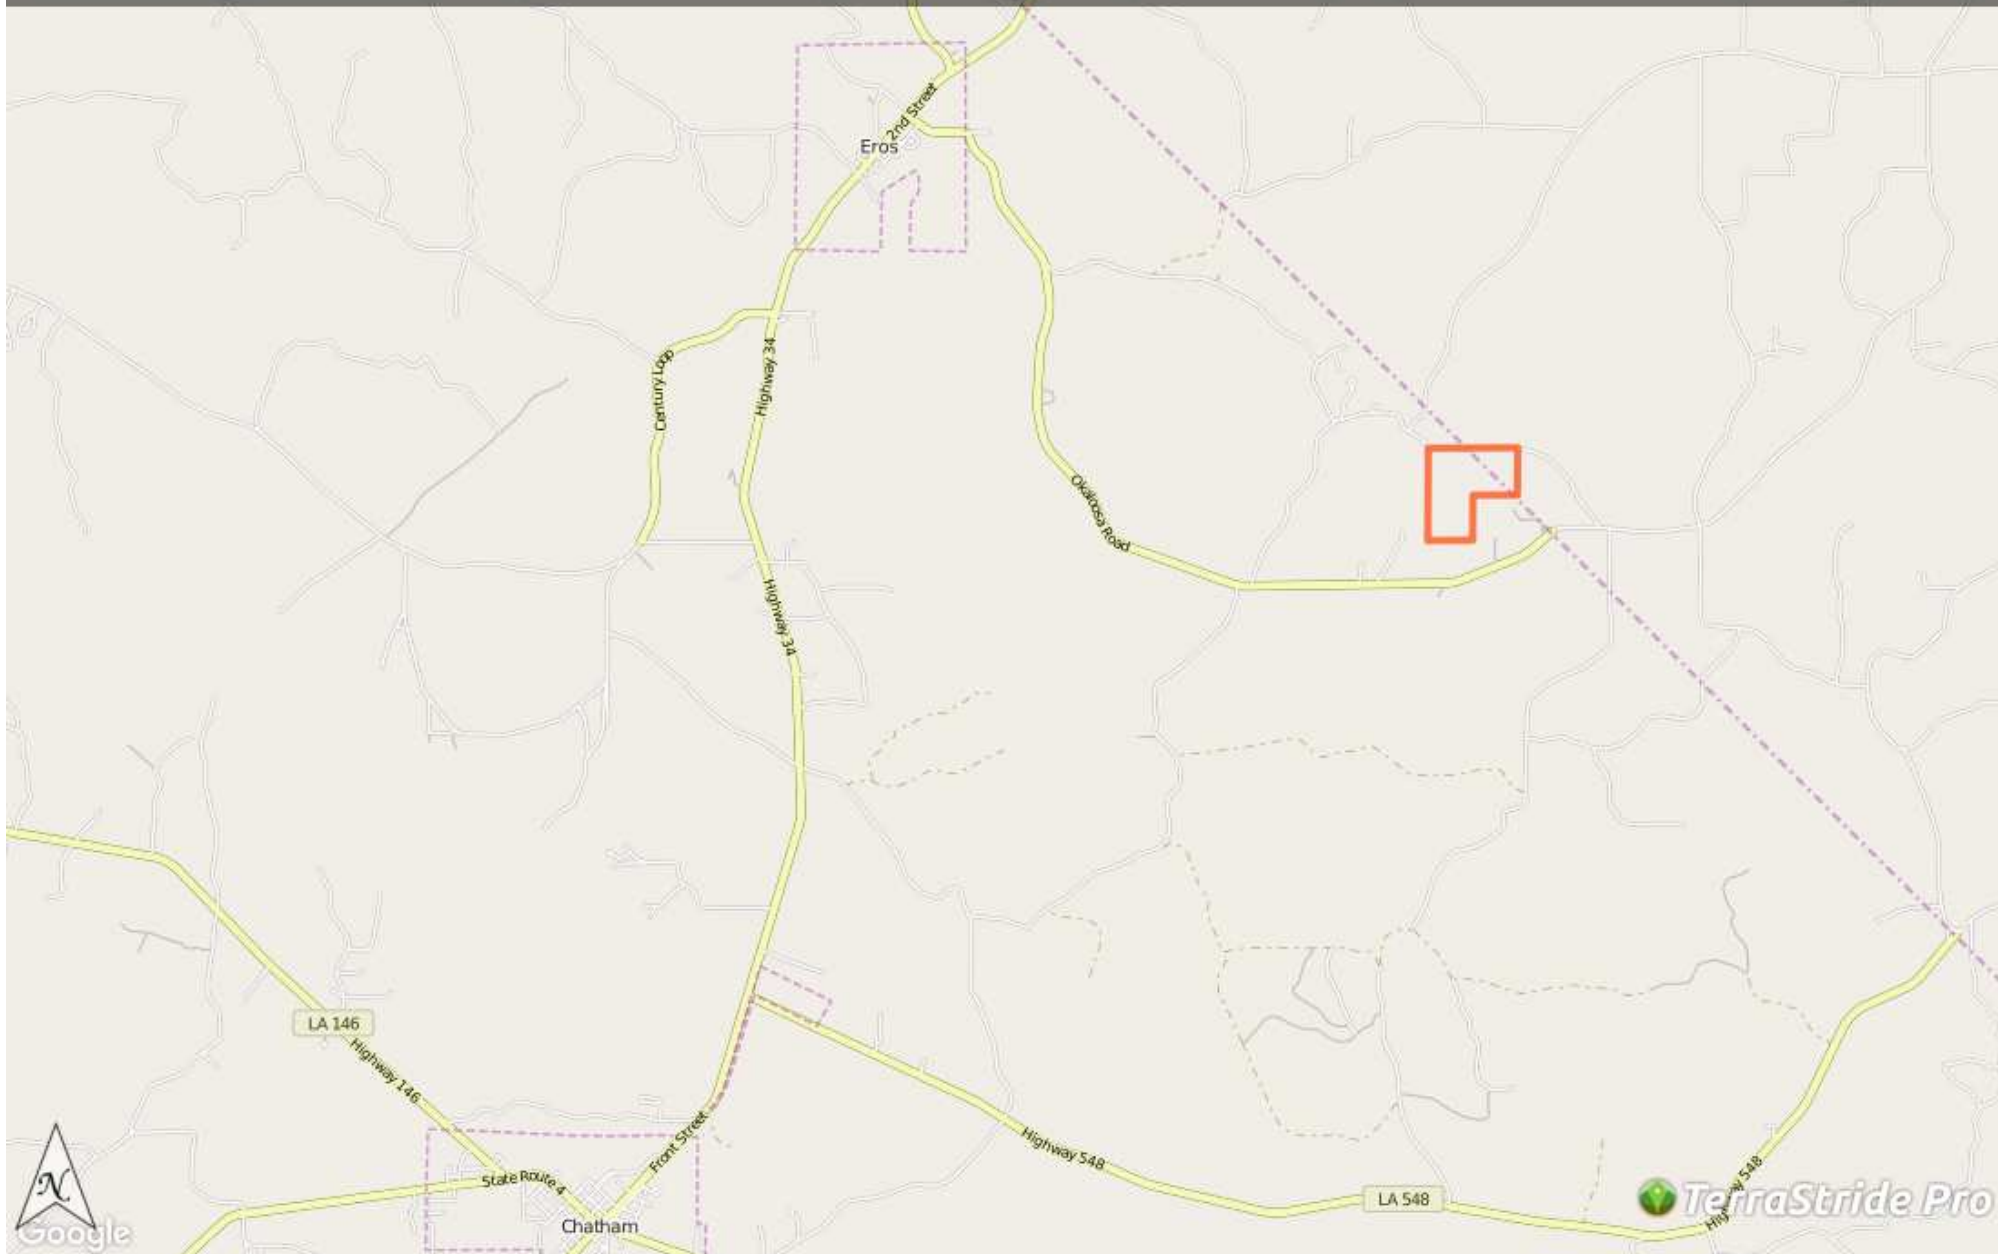 2nd Street
Eros
Century Loop
Highway 34
Okaloosa Road
Highway 34
LA 146
Highway 146
Front Street
Highway 548
State Route 4
Highway 548
LA 548
TerraStride Pro
N
Google
Chatham